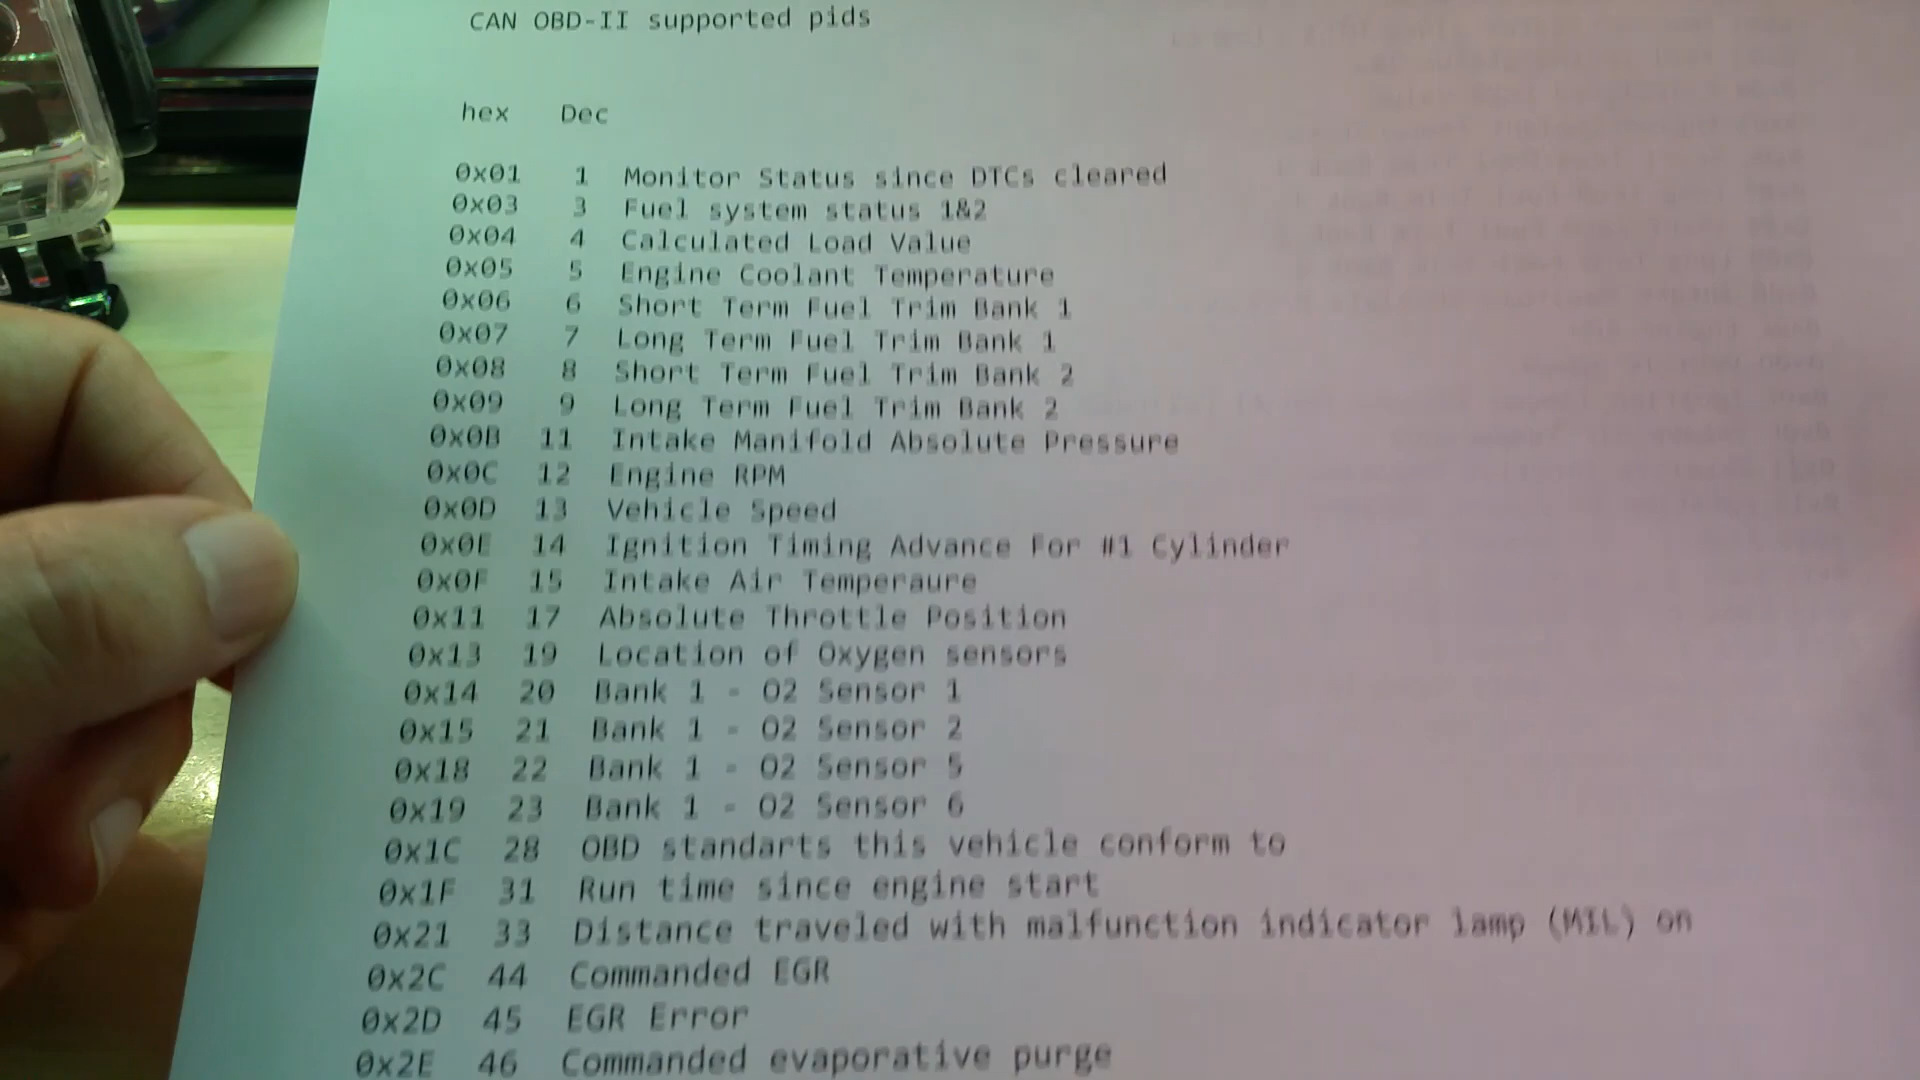 CAN OBD-II supported pids
hex Dec
0x01 1 Monitor Status since DTCs cleared
0x03 3 Fuel system status 1&2
0x04 4 Calculated Load Value
0x05 5 Engine Coolant Temperature
0x06 6 Short Term Fuel Trim Bank 1
0x07 7 Long Term Fuel Trim Bank 1
0x08 8 Short Term Fuel Trim Bank 2
0x09 9 Long Term Fuel Trim Bank 2
0x0B 11 Intake Manifold Absolute Pressure
0x0C 12 Engine RPM
0x0D 13 Vehicle Speed
0x0E 14 Ignition Timing Advance For #1 Cylinder
0x0F 15 Intake Air Temperaure
0x11 17 Absolute Throttle Position
0x13 19 Location of Oxygen sensors
0x14 20 Bank 1 - O2 Sensor 1
0x15 21 Bank 1 - O2 Sensor 2
0x18 22 Bank 1 - O2 Sensor 5
0x19 23 Bank 1 - O2 Sensor 6
0x1C 28 OBD standarts this vehicle conform to
0x1F 31 Run time since engine start
0x21 33 Distance traveled with malfunction indicator lamp (MIL) on
0x2C 44 Commanded EGR
0x2D 45 EGR Error
0x2E 46 Commanded evaporative purge